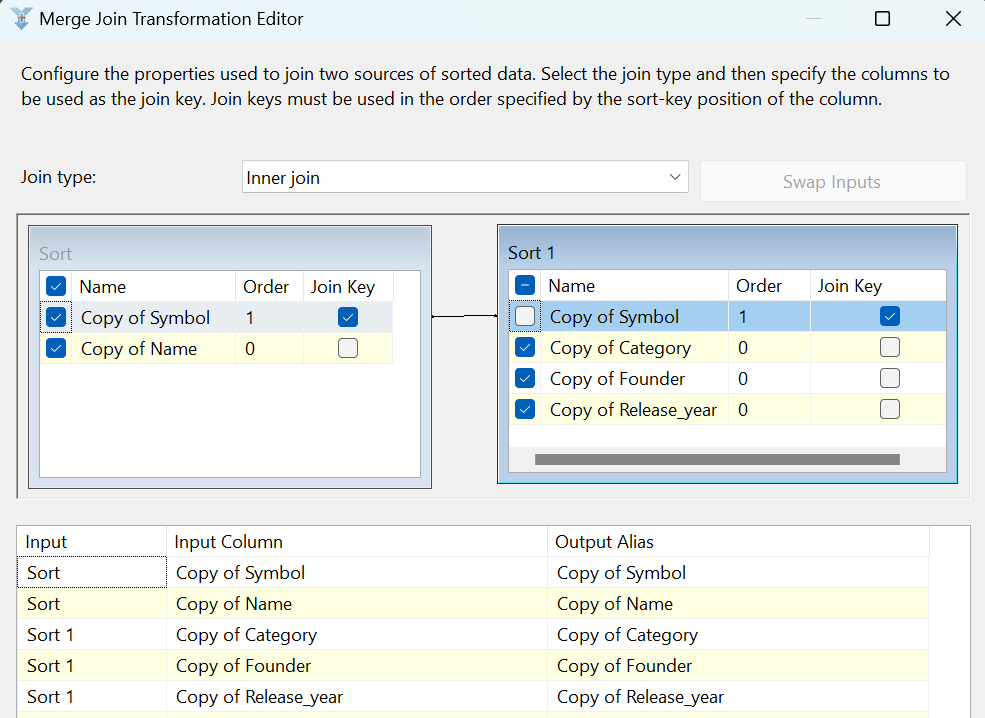 Merge Join Transformation Editor
Configure the properties used to join two sources of sorted data. Select the join type and then specify the columns to
be used as the join key. Join keys must be used in the order specified by the sort-key position of the column.
Join type:
Inner join
Swap Inputs
Sort
Name Order Join Key
Copy of Symbol 1
Copy of Name 0
Sort 1
Name Order Join Key
Copy of Symbol 1
Copy of Category 0
Copy of Founder 0
Copy of Release_year 0
Input Input Column Output Alias
Sort Copy of Symbol Copy of Symbol
Sort Copy of Name Copy of Name
Sort 1 Copy of Category Copy of Category
Sort 1 Copy of Founder Copy of Founder
Sort 1 Copy of Release_year Copy of Release_year